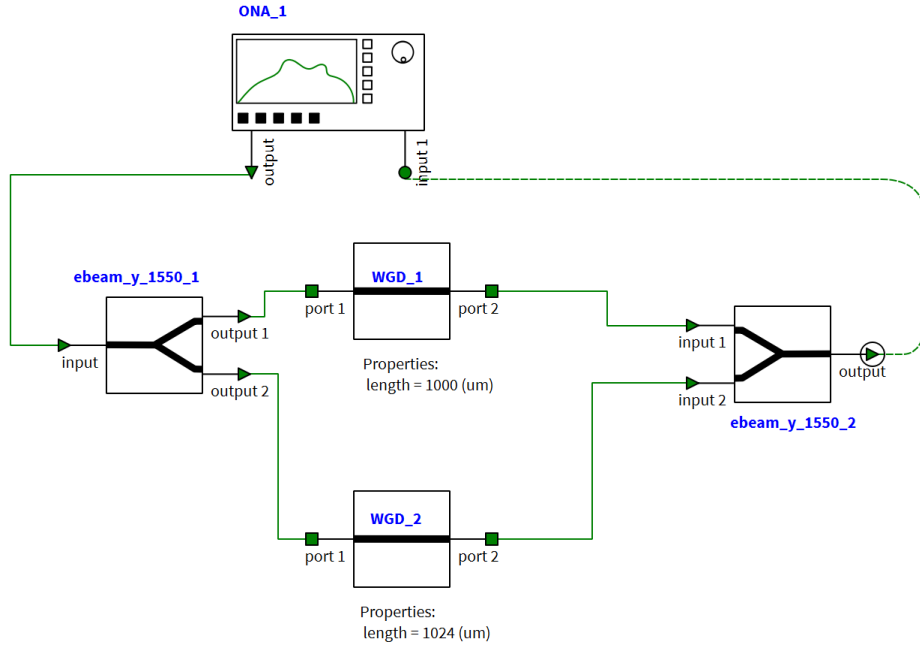 ONA_1
output
input 1
ebeam_y_1550_1
input
output 1
output 2
WGD_1
port 1
port 2
Properties:
length = 1000 (um)
input 1
input 2
output
ebeam_y_1550_2
WGD_2
port 1
port 2
Properties:
length = 1024 (um)